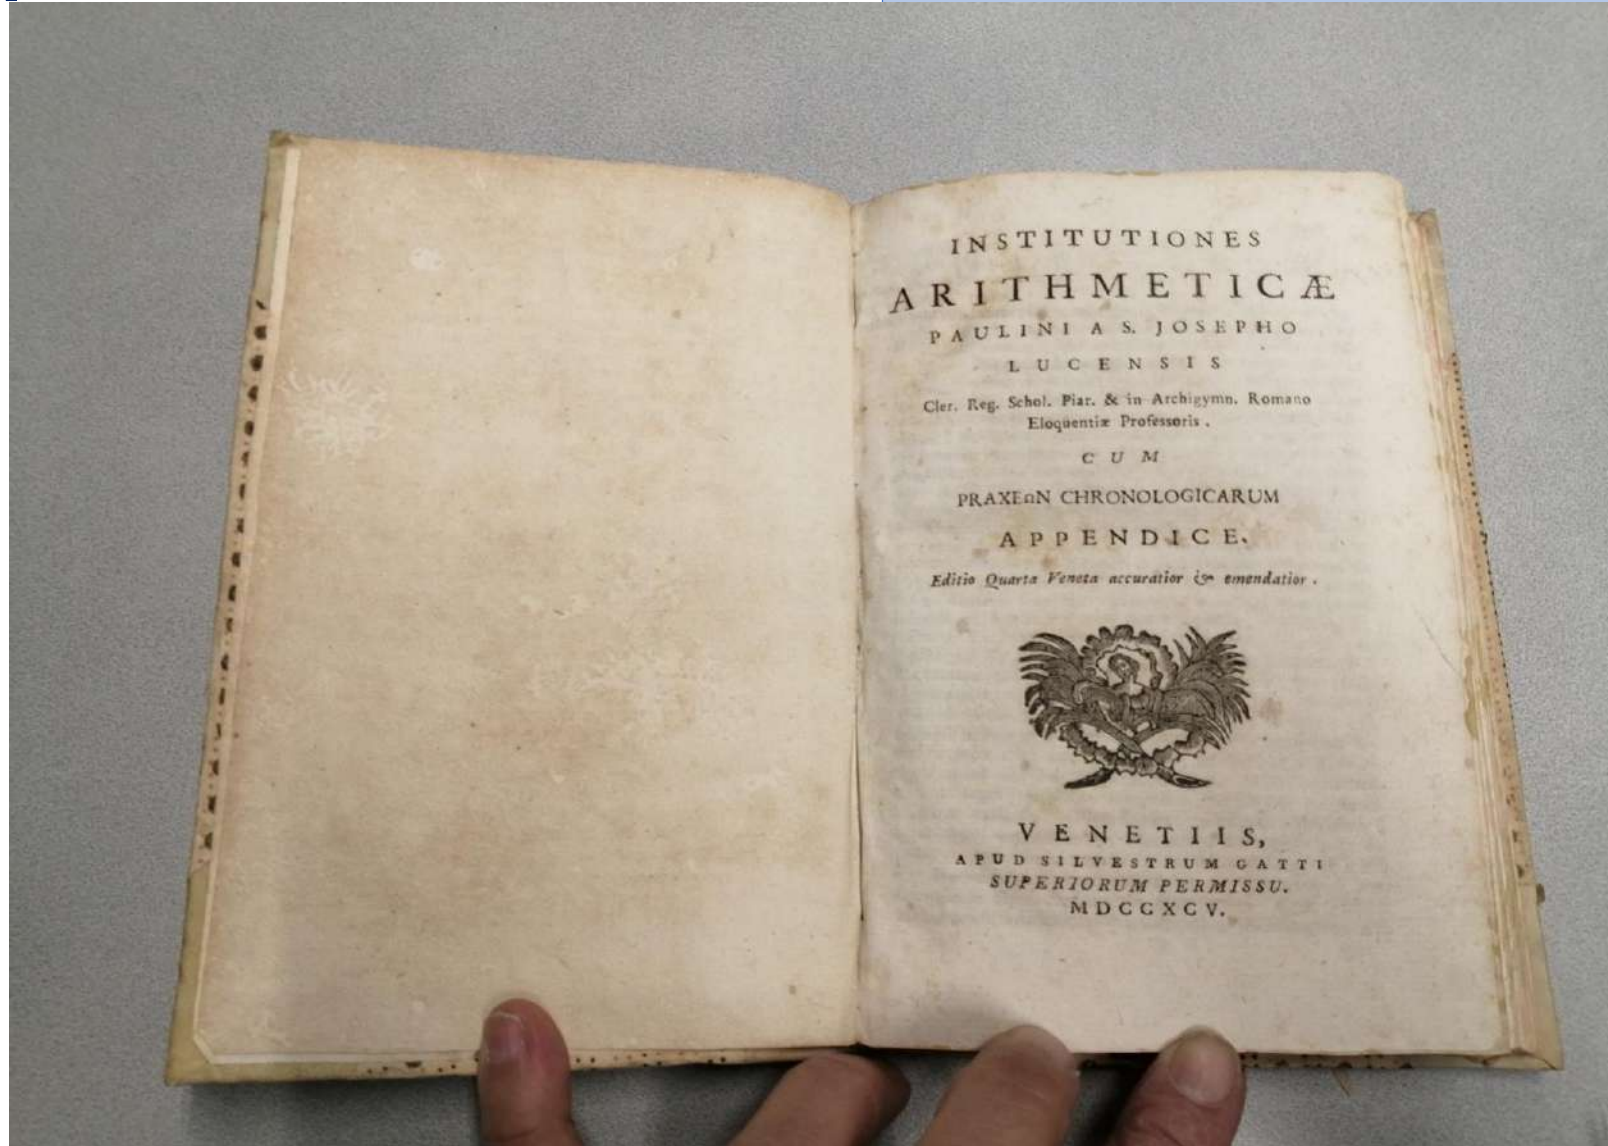 INSTITUTIONES
ARITHMETICÆ
PAULINI A S. JOSEPHO
LUCENSIS
Cler. Reg. Schol. Piar. & in Archigymn. Romano
Eloquentiæ Professoris.
CUM
PRAXEΩN CHRONOLOGICARUM
APPENDICE.
Editio Quarta Veneta accuratior & emendatior.
VENETIIS,
APUD SILVESTRUM GATTI
SUPERIORUM PERMISSU.
MDCCXCV.